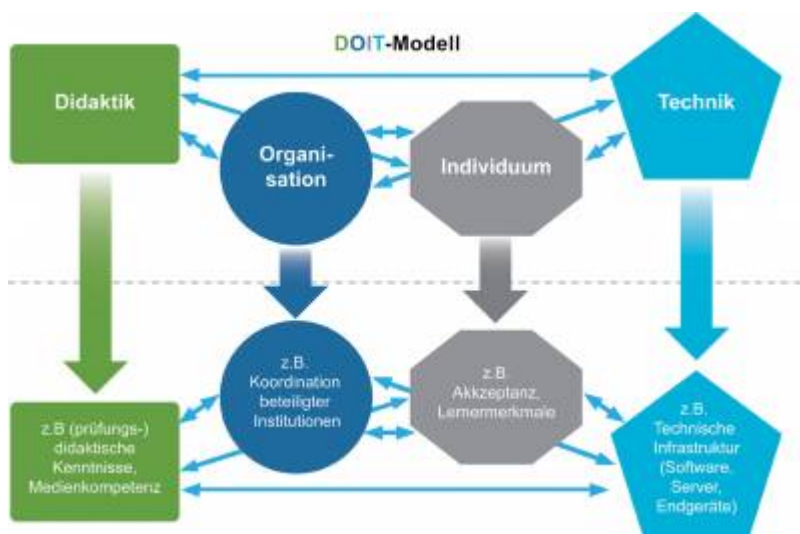 DOIT-Modell
Didaktik
Organi-
sation
Individuum
Technik
z.B (prüfungs-)
didaktische
Kenntnisse,
Medienkompetenz
z.B.
Koordination
beteiligter
Institutionen
z.B.
Akkzeptanz,
Lernermerkmale
z.B.
Technische
Infrastruktur
(Software,
Server,
Endgeräte)